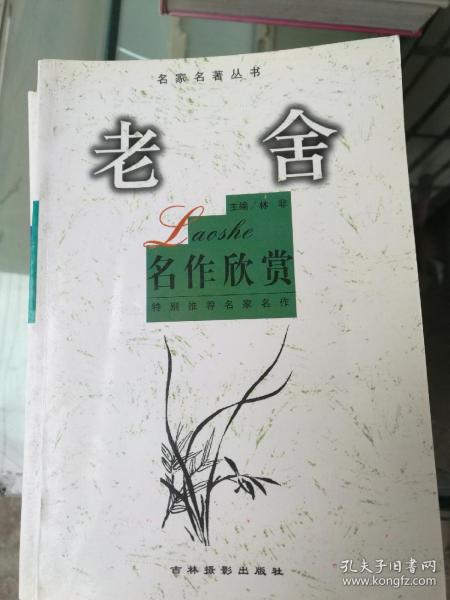 名家名著丛书
老舍
主编/林非
Laoshe
名作欣赏
特别推荐名家名作
吉林摄影出版社
孔夫子旧书网
www.kongfz.com